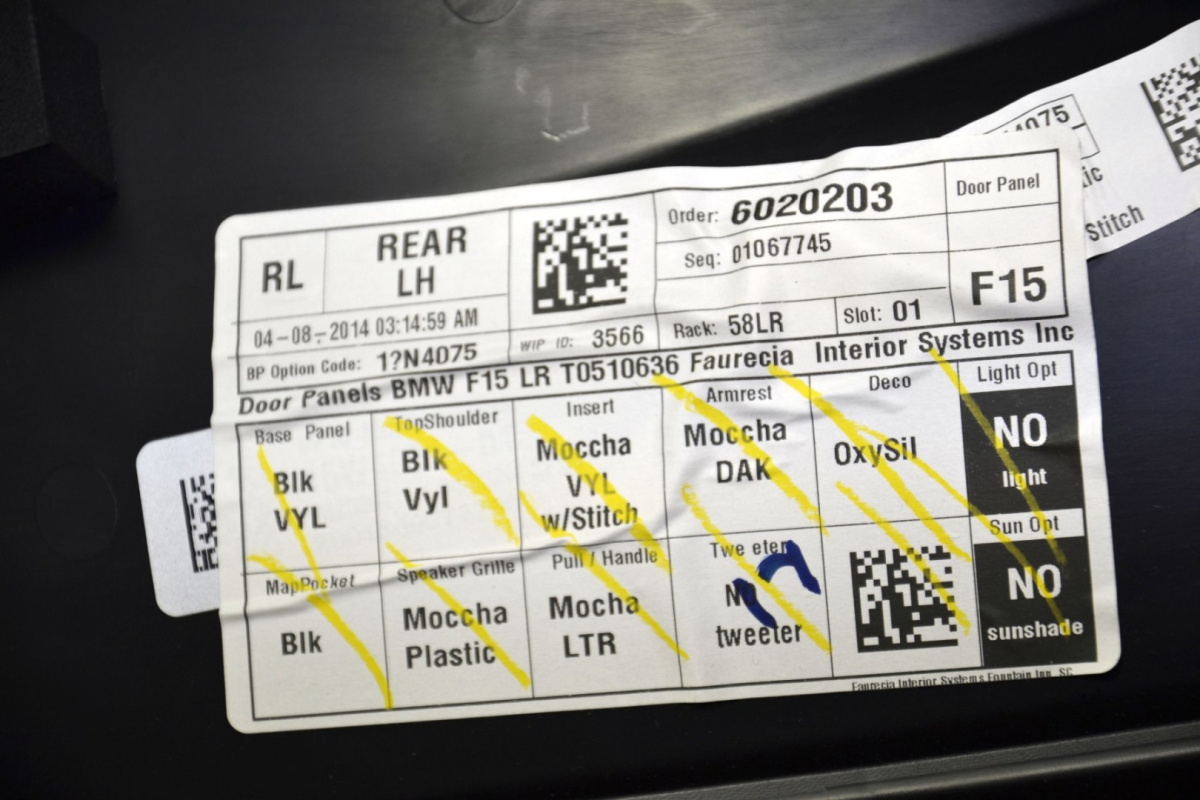 4075
tic
Stitch
RL
REAR
LH
04-08-2014 03:14:59 AM
BP Option Code: 1?N4075
WIP ID: 3566
Order: 6020203
Seq: 01067745
Rack: 58LR
Slot: 01
Door Panel
F15
Door Panels BMW F15 LR T0510636 Faurecia Interior Systems Inc
Base Panel
Blk
VYL
TopShoulder
Blk
Vyl
Insert
Moccha
VYL
w/Stitch
Armrest
Moccha
DAK
Deco
OxySil
Light Opt
NO
light
MapPocket
Blk
Speaker Grille
Moccha
Plastic
Pull / Handle
Mocha
LTR
Tweeter
tweeter
Sun Opt
NO
sunshade
Faurecia Interior Systems Fountain Inn, SC